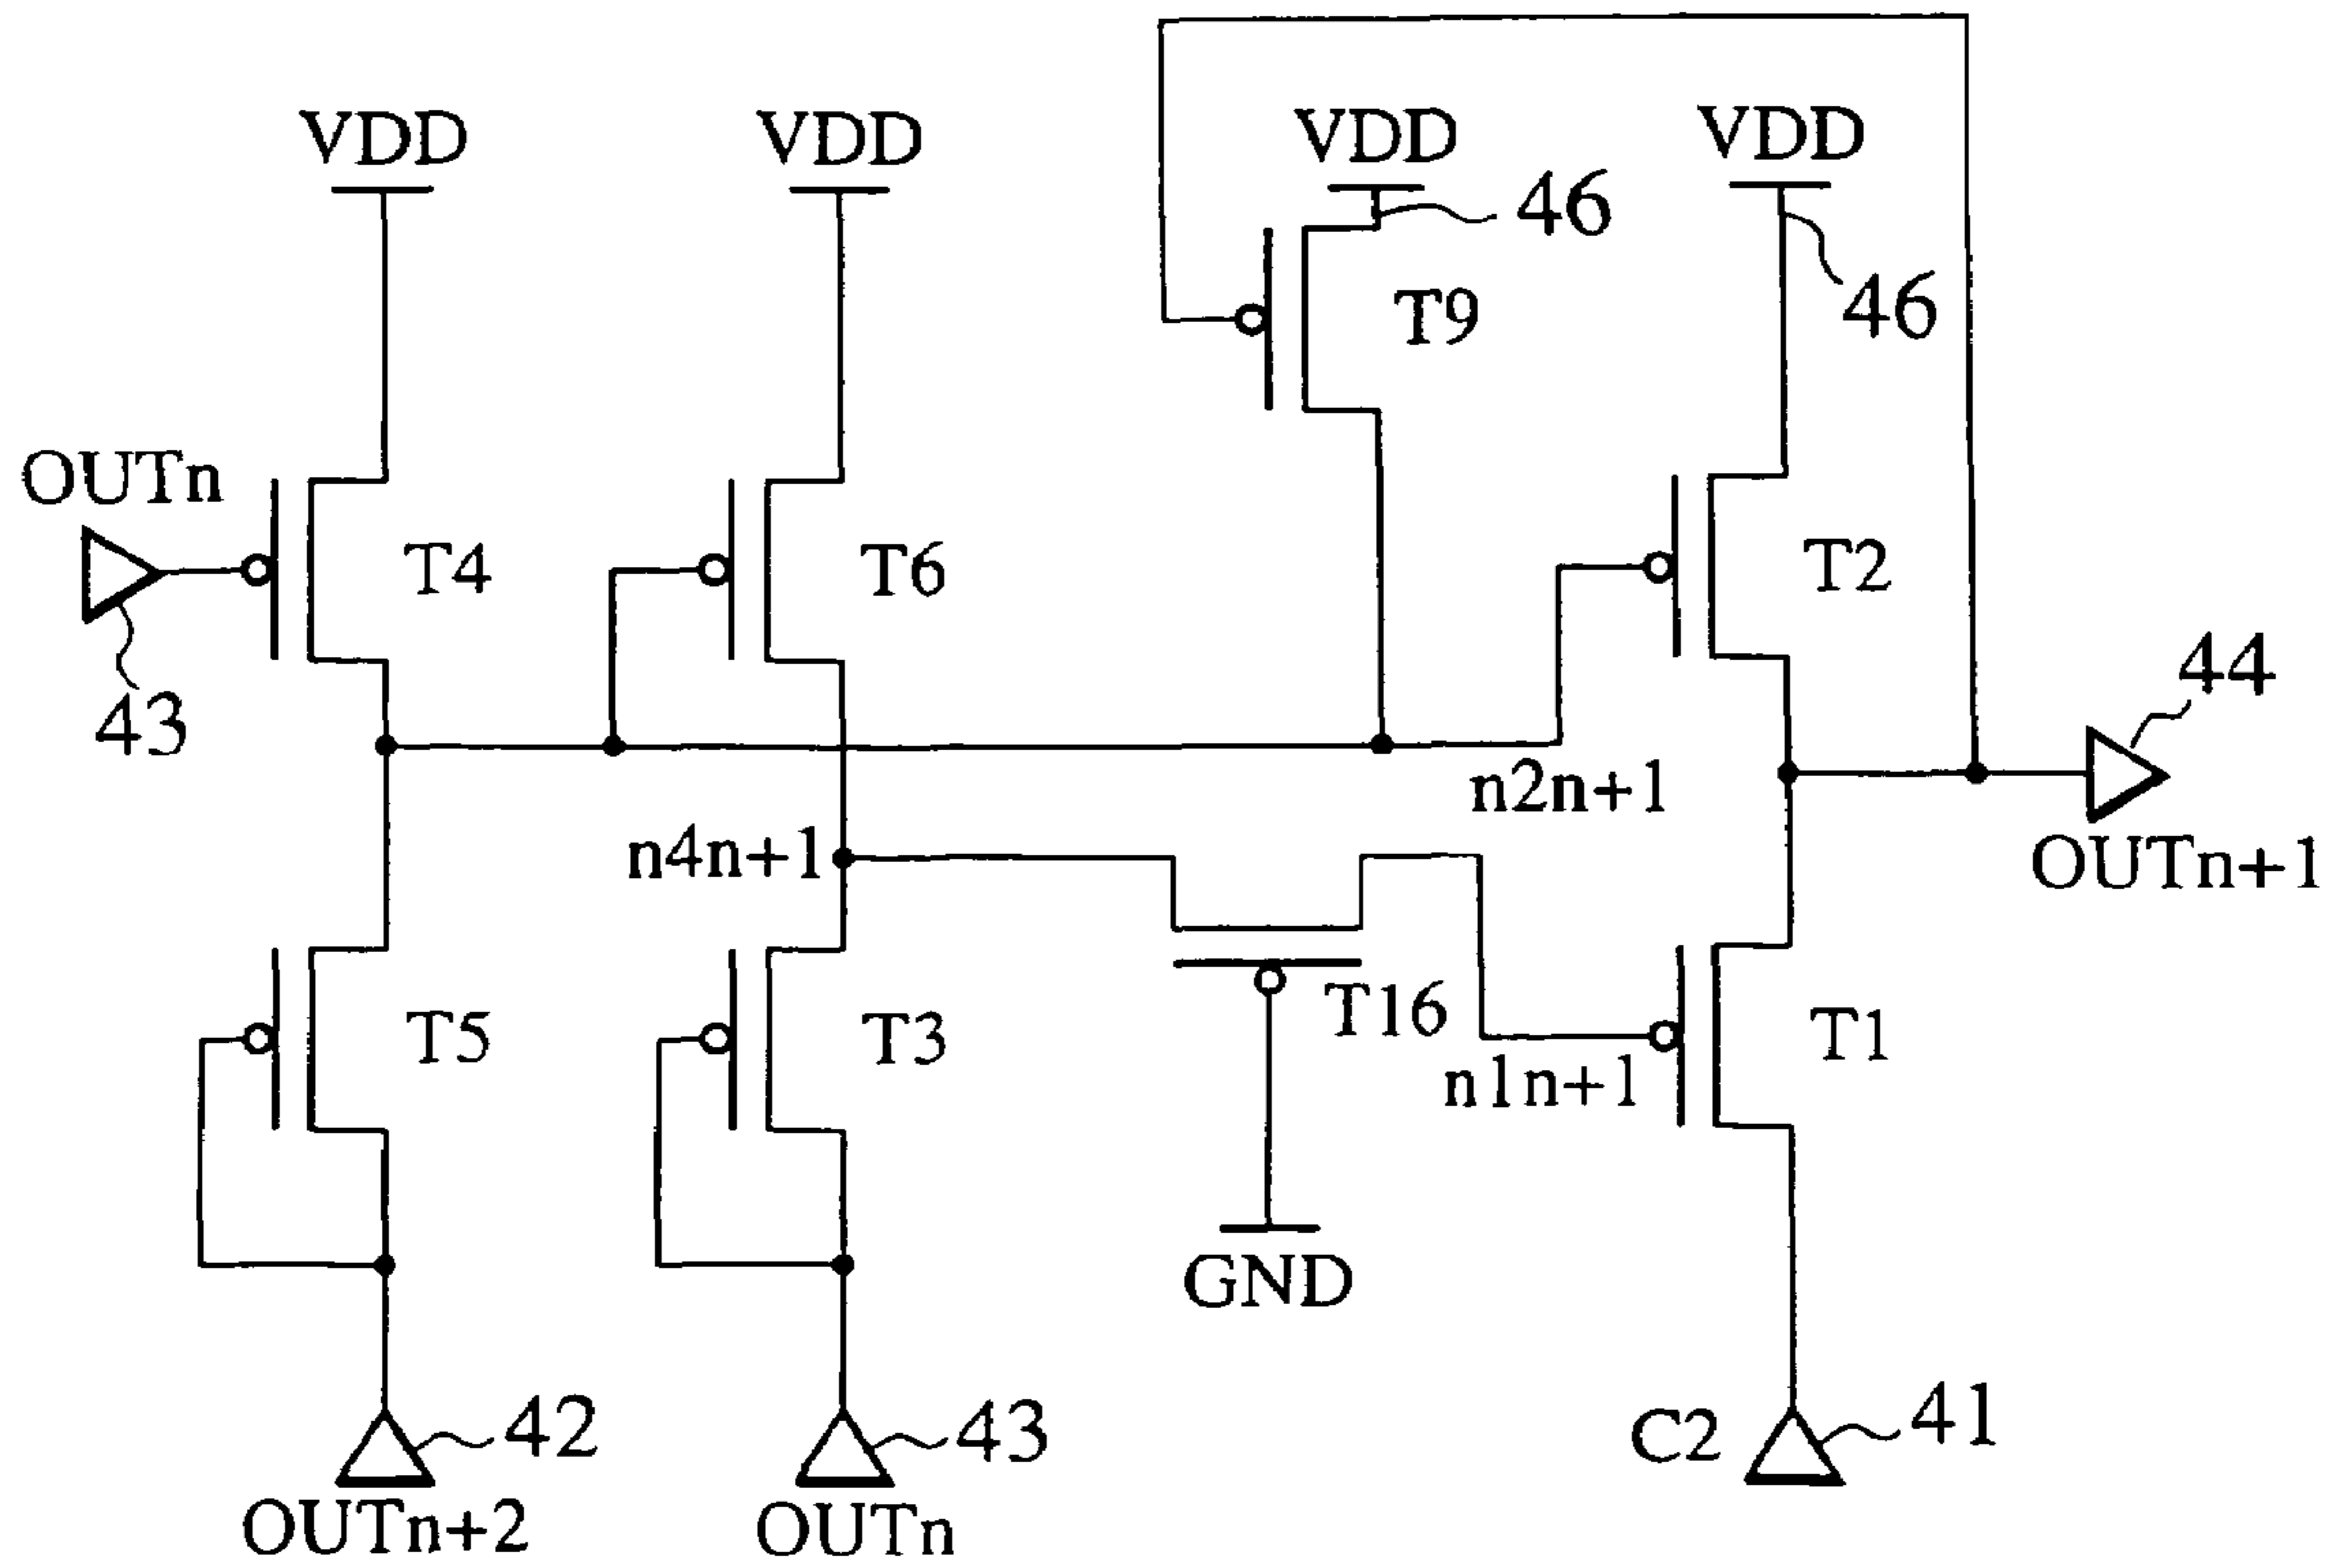 VDD
VDD
VDD
VDD
46
46
T9
OUTn
43
T4
T6
T2
44
n2n+1
OUTn+1
n4n+1
T16
T5
T3
T1
n1n+1
GND
42
43
C2
41
OUTn+2
OUTn